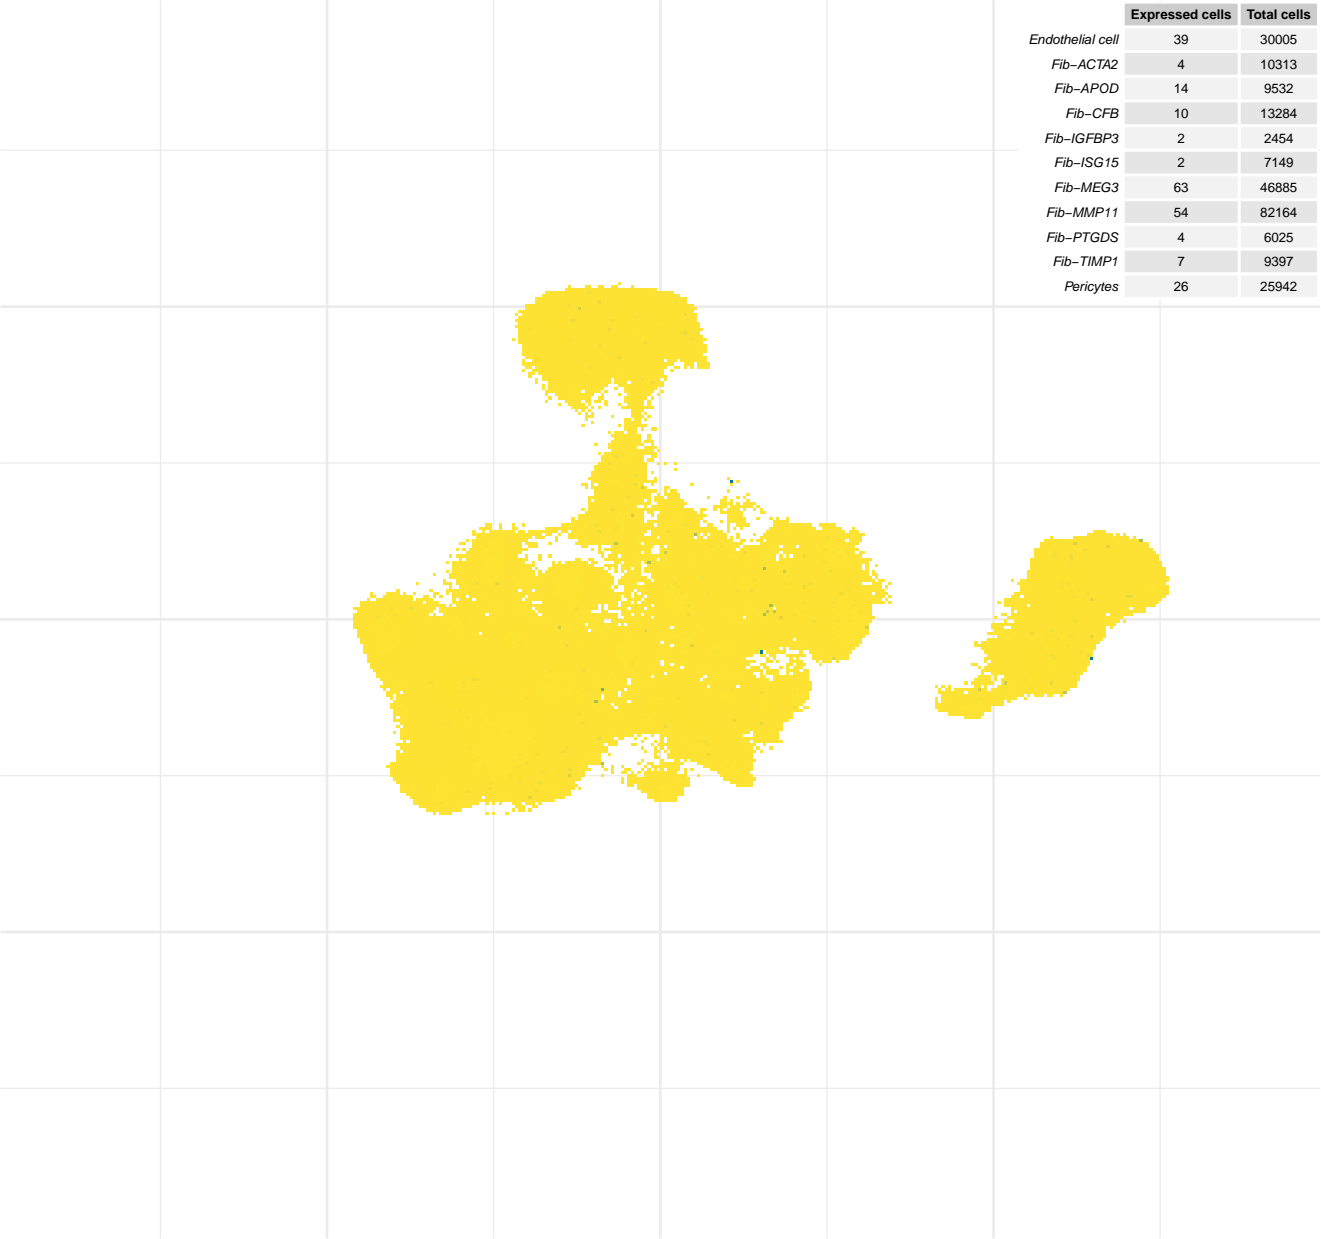 Expressed cells Total cells
Endothelial cell 39 30005
Fib−ACTA2 4 10313
Fib−APOD 14 9532
Fib−CFB 10 13284
Fib−IGFBP3 2 2454
Fib−ISG15 2 7149
Fib−MEG3 63 46885
Fib−MMP11 54 82164
Fib−PTGDS 4 6025
Fib−TIMP1 7 9397
Pericytes 26 25942